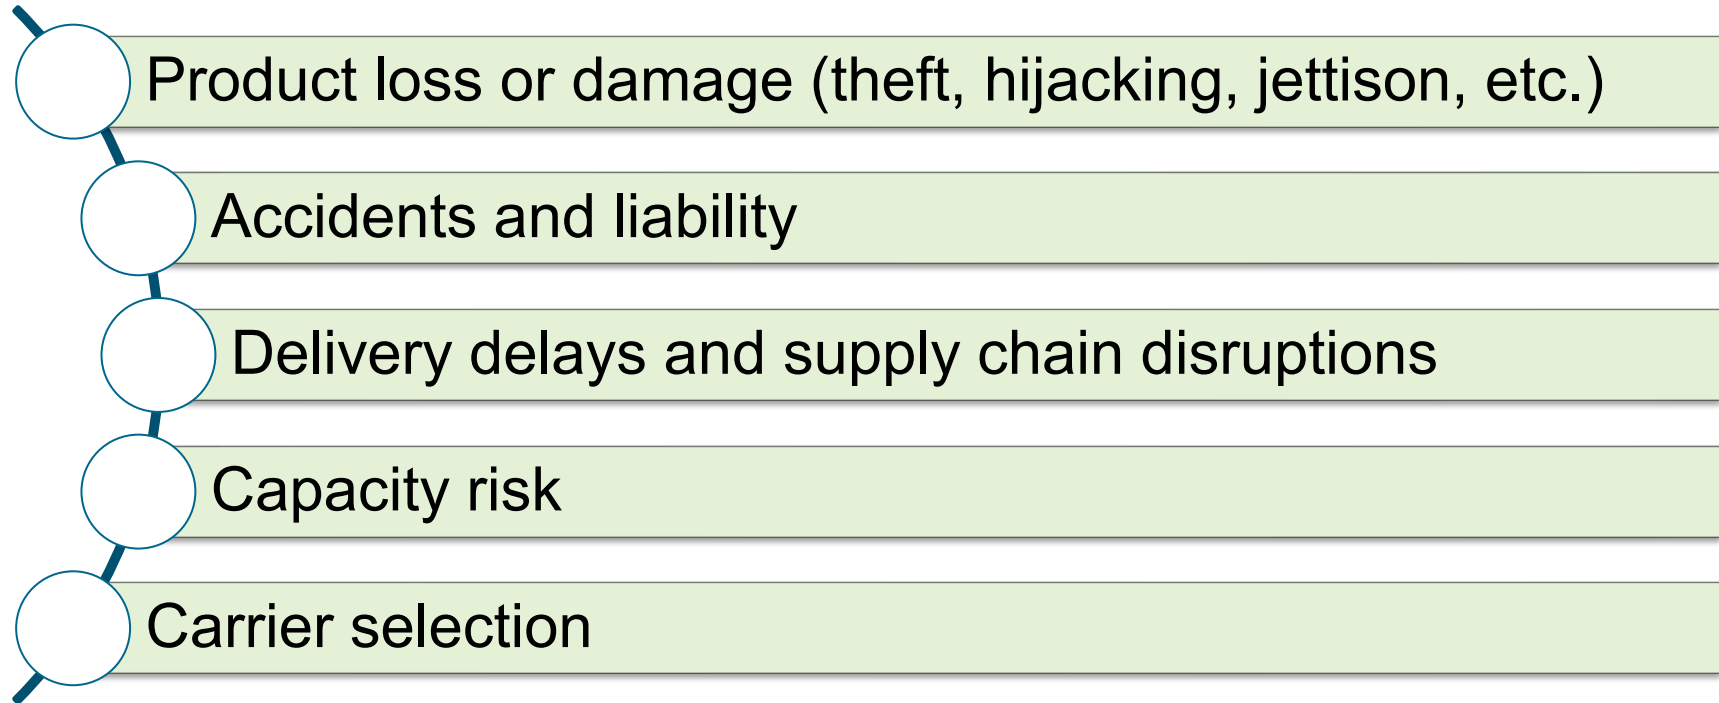 Product loss or damage (theft, hijacking, jettison, etc.)
Accidents and liability
Delivery delays and supply chain disruptions
Capacity risk
Carrier selection